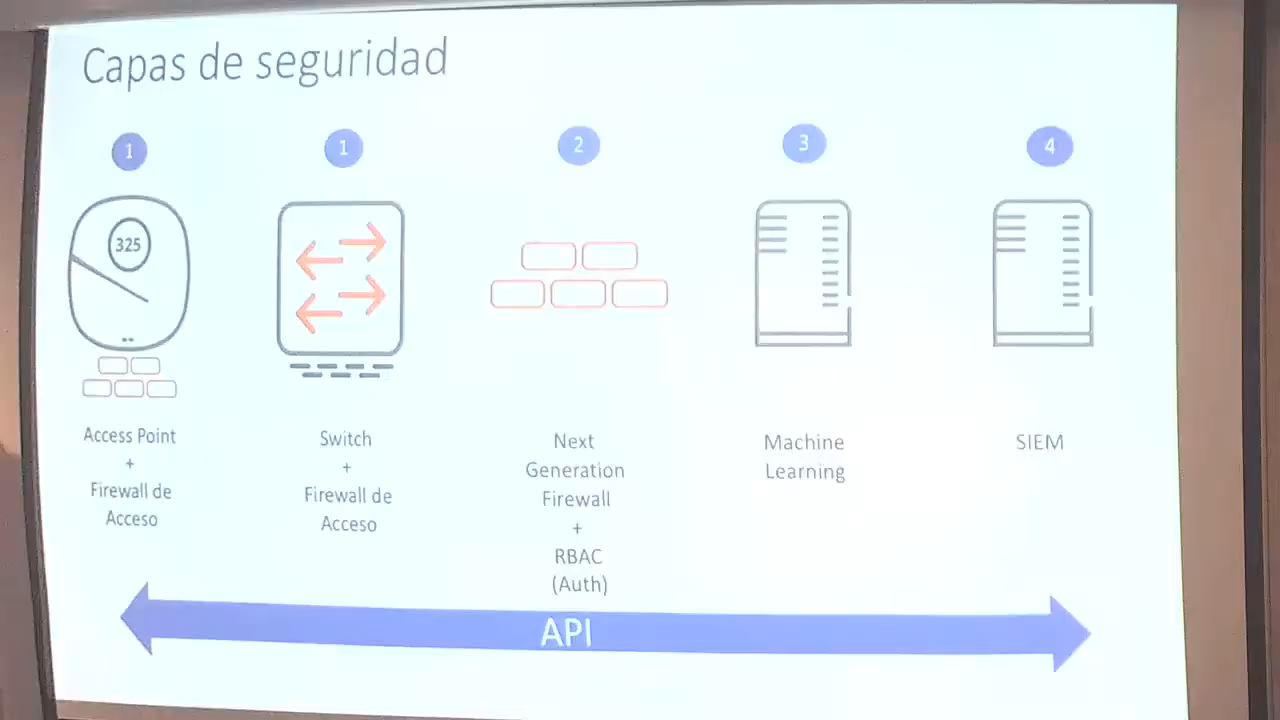 Capas de seguridad
1
1
2
3
4
325
Access Point
+
Firewall de
Acceso
Switch
+
Firewall de
Acceso
Next
Generation
Firewall
+
RBAC
(Auth)
Machine
Learning
SIEM
API